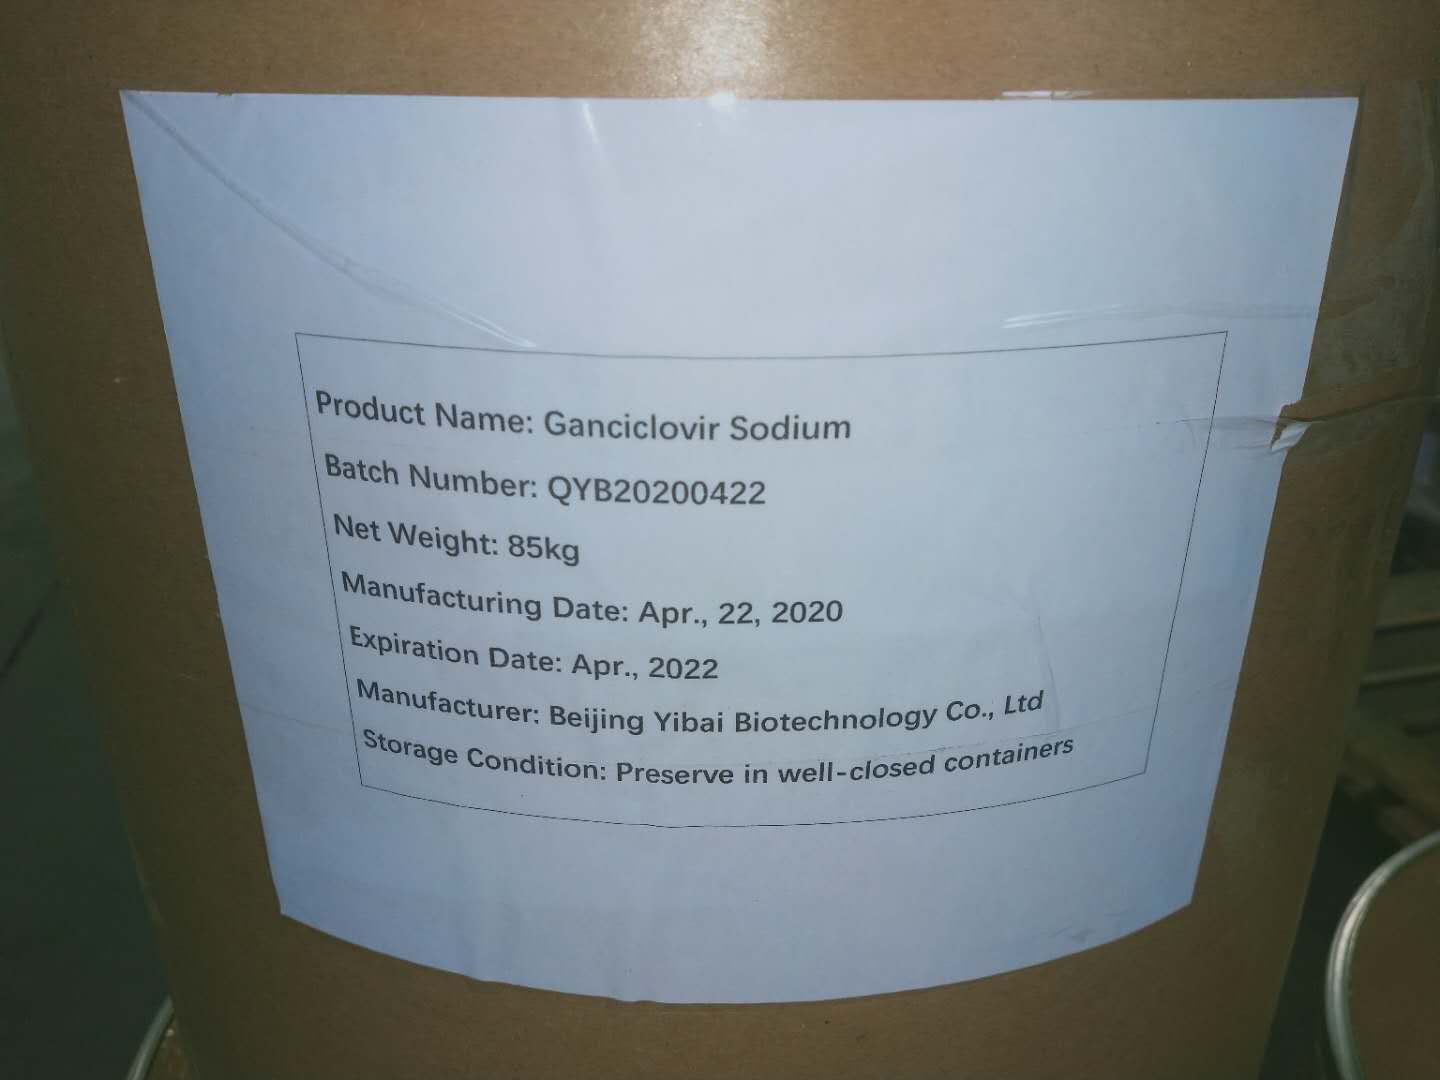 Product Name: Ganciclovir Sodium
Batch Number: QYB20200422
Net Weight: 85kg
Manufacturing Date: Apr., 22, 2020
Expiration Date: Apr., 2022
Manufacturer: Beijing Yibai Biotechnology Co., Ltd
Storage Condition: Preserve in well-closed containers